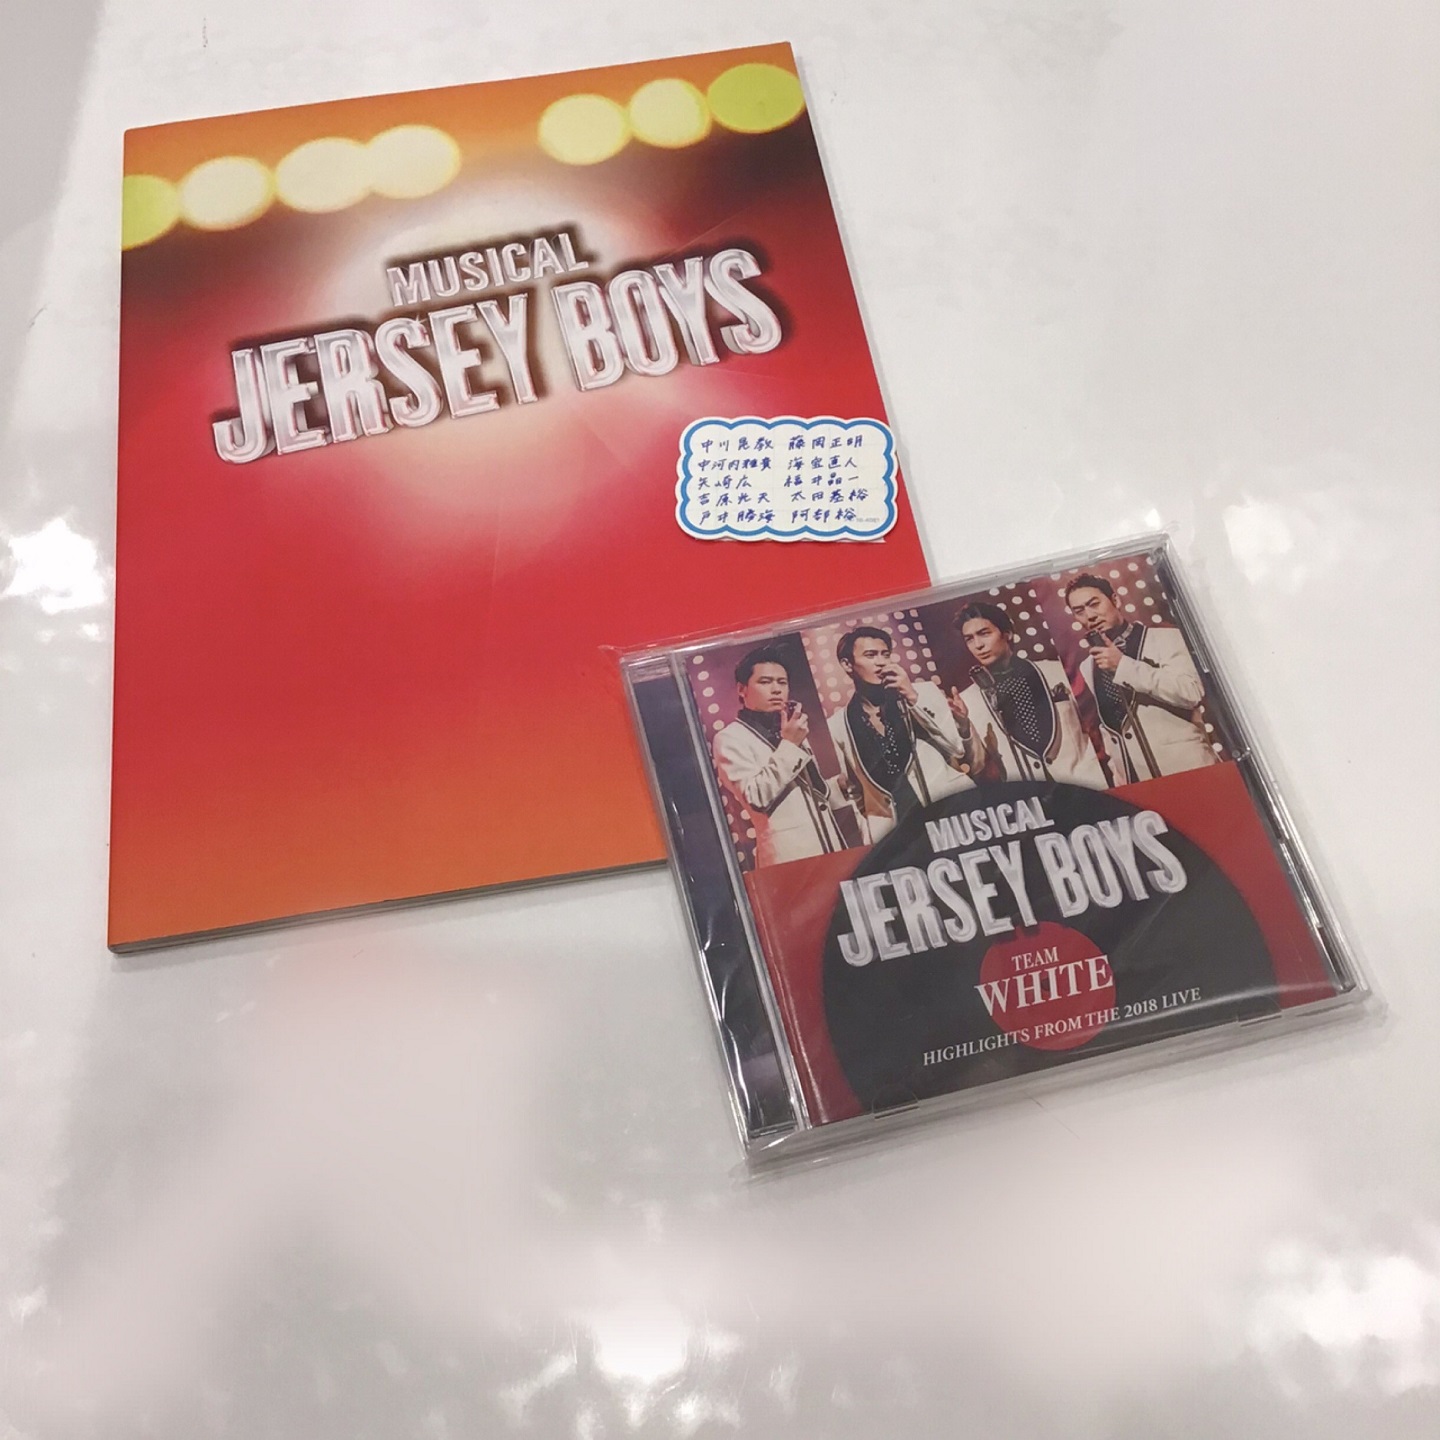 MUSICAL
JERSEY BOYS
中川晃教 藤岡正明
中河内雅貴 海宝直人
矢崎広 福井晶一
吉原光夫 太田基裕
戸井勝海 阿部裕
MUSICAL
JERSEY BOYS
TEAM
WHITE
HIGHLIGHTS FROM THE 2018 LIVE